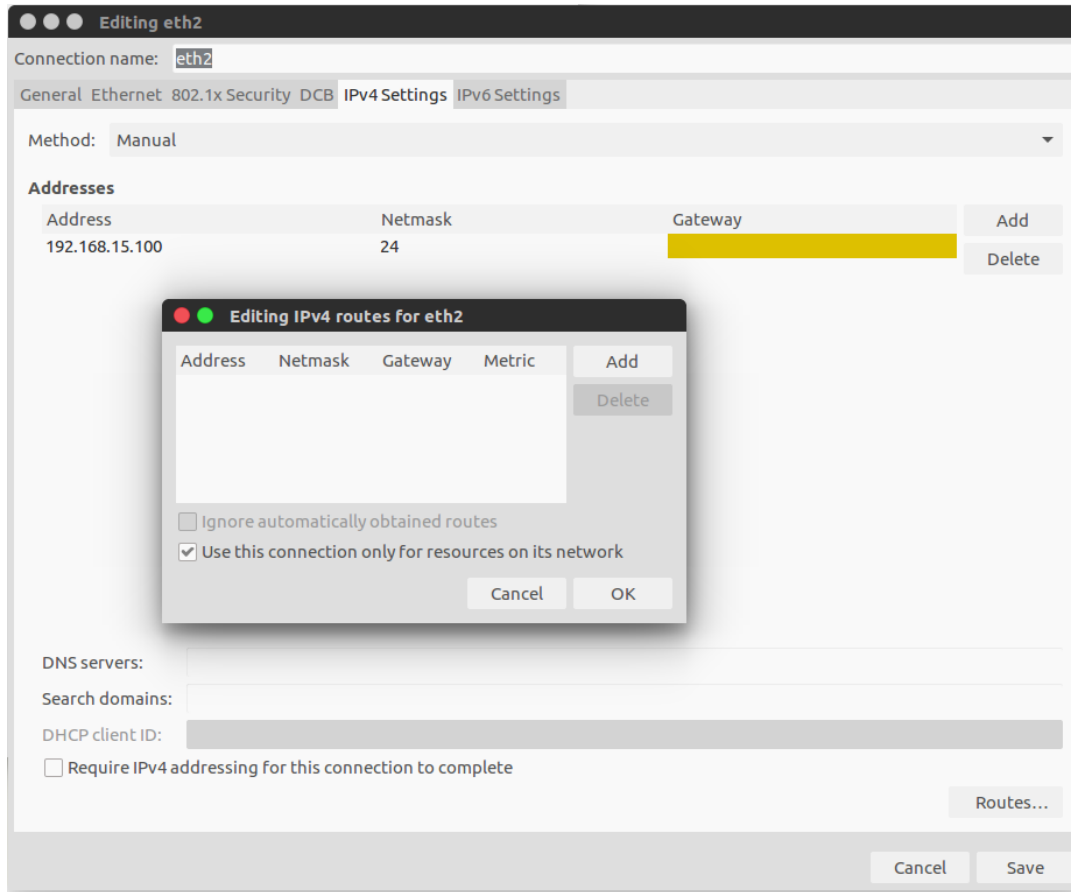 Editing eth2
Connection name: eth2
General Ethernet 802.1x Security DCB IPv4 Settings IPv6 Settings
Method: Manual
Addresses
Address Netmask Gateway Add
192.168.15.100 24
Delete
Editing IPv4 routes for eth2
Address Netmask Gateway Metric Add
Delete
Ignore automatically obtained routes
Use this connection only for resources on its network
Cancel OK
DNS servers:
Search domains:
DHCP client ID:
Require IPv4 addressing for this connection to complete
Routes...
Cancel Save